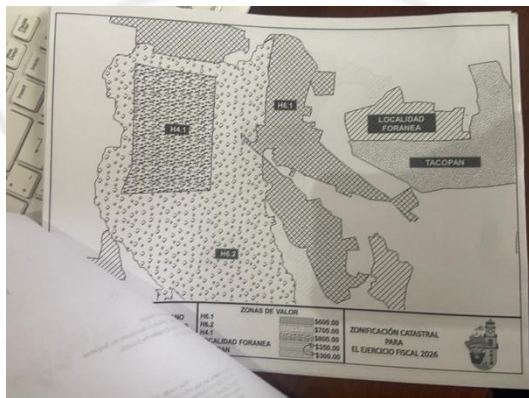 H4.1
H6.1
LOCALIDAD
FORANEA
TACOPAN
H6.2
ZONAS DE VALOR
H6.1 $600.00
H6.2 $700.00
H4.1 $800.00
LOCALIDAD FORANEA $350.00
$300.00
ZONIFICACIÓN CATASTRAL
PARA
EL EJERCICIO FISCAL 2026